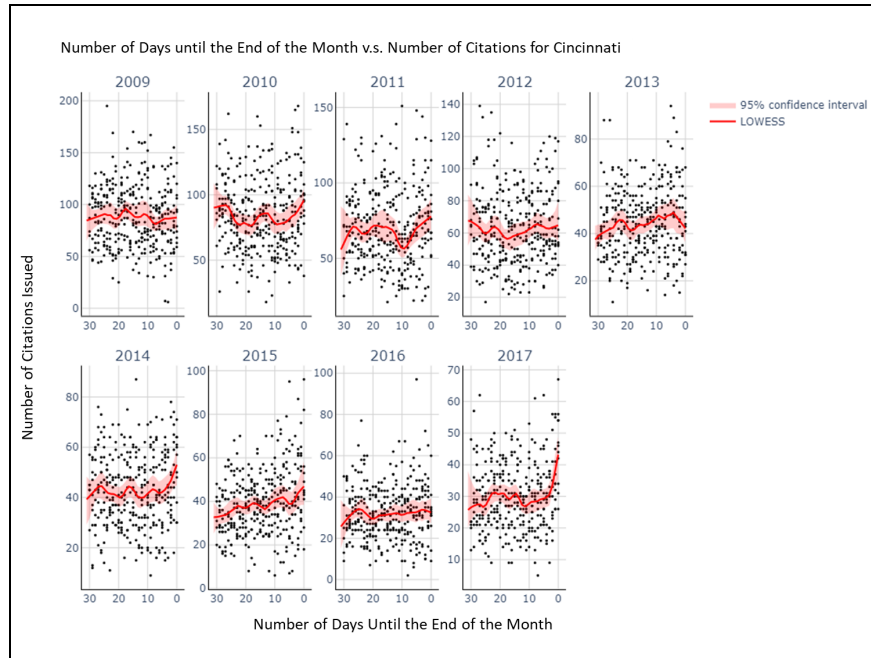 Number of Days until the End of the Month v.s. Number of Citations for Cincinnati
2009 2010 2011 2012 2013
95% confidence interval
LOWESS
200
150
100
50
0
30 20 10 0
150
100
50
30 20 10 0
150
100
50
30 20 10 0
140
120
100
80
60
40
20
30 20 10 0
80
60
40
20
30 20 10 0
Number of Citations Issued
2014 2015 2016 2017
80
60
40
20
30 20 10 0
100
80
60
40
20
0
30 20 10 0
100
80
60
40
20
0
30 20 10 0
70
60
50
40
30
20
10
30 20 10 0
Number of Days Until the End of the Month